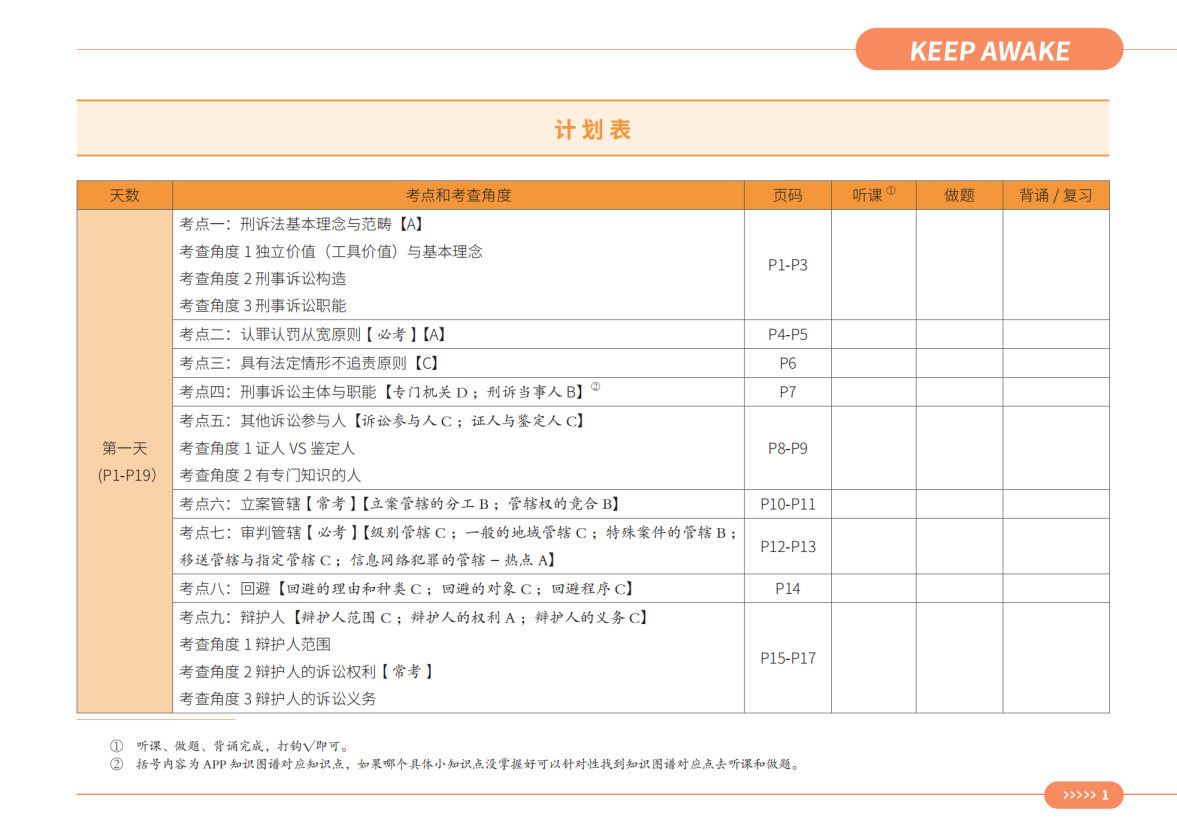 KEEP AWAKE
计划表
天数 考点和考查角度 页码 听课① 做题 背诵 / 复习
第一天
(P1-P19)
考点一：刑诉法基本理念与范畴【A】
考查角度 1 独立价值（工具价值）与基本理念
考查角度 2 刑事诉讼构造
考查角度 3 刑事诉讼职能
P1-P3
考点二：认罪认罚从宽原则【必考】【A】 P4-P5
考点三：具有法定情形不追责原则【C】 P6
考点四：刑事诉讼主体与职能【专门机关 D ；刑诉当事人 B】② P7
考点五：其他诉讼参与人【诉讼参与人 C ；证人与鉴定人 C】
考查角度 1 证人 VS 鉴定人
考查角度 2 有专门知识的人
P8-P9
考点六：立案管辖【常考】【立案管辖的分工 B ；管辖权的竞合 B】 P10-P11
考点七：审判管辖【必考】【级别管辖 C ；一般的地域管辖 C ；特殊案件的管辖 B ；
移送管辖与指定管辖 C ；信息网络犯罪的管辖 – 热点 A】
P12-P13
考点八：回避【回避的理由和种类 C ；回避的对象 C ；回避程序 C】 P14
考点九：辩护人【辩护人范围 C ；辩护人的权利 A ；辩护人的义务 C】
考查角度 1 辩护人范围
考查角度 2 辩护人的诉讼权利【常考】
考查角度 3 辩护人的诉讼义务
P15-P17
① 听课、做题、背诵完成，打钩√即可。
② 括号内容为 APP 知识图谱对应知识点，如果哪个具体小知识点没掌握好可以针对性找到知识图谱对应点去听课和做题。
>>>>> 1